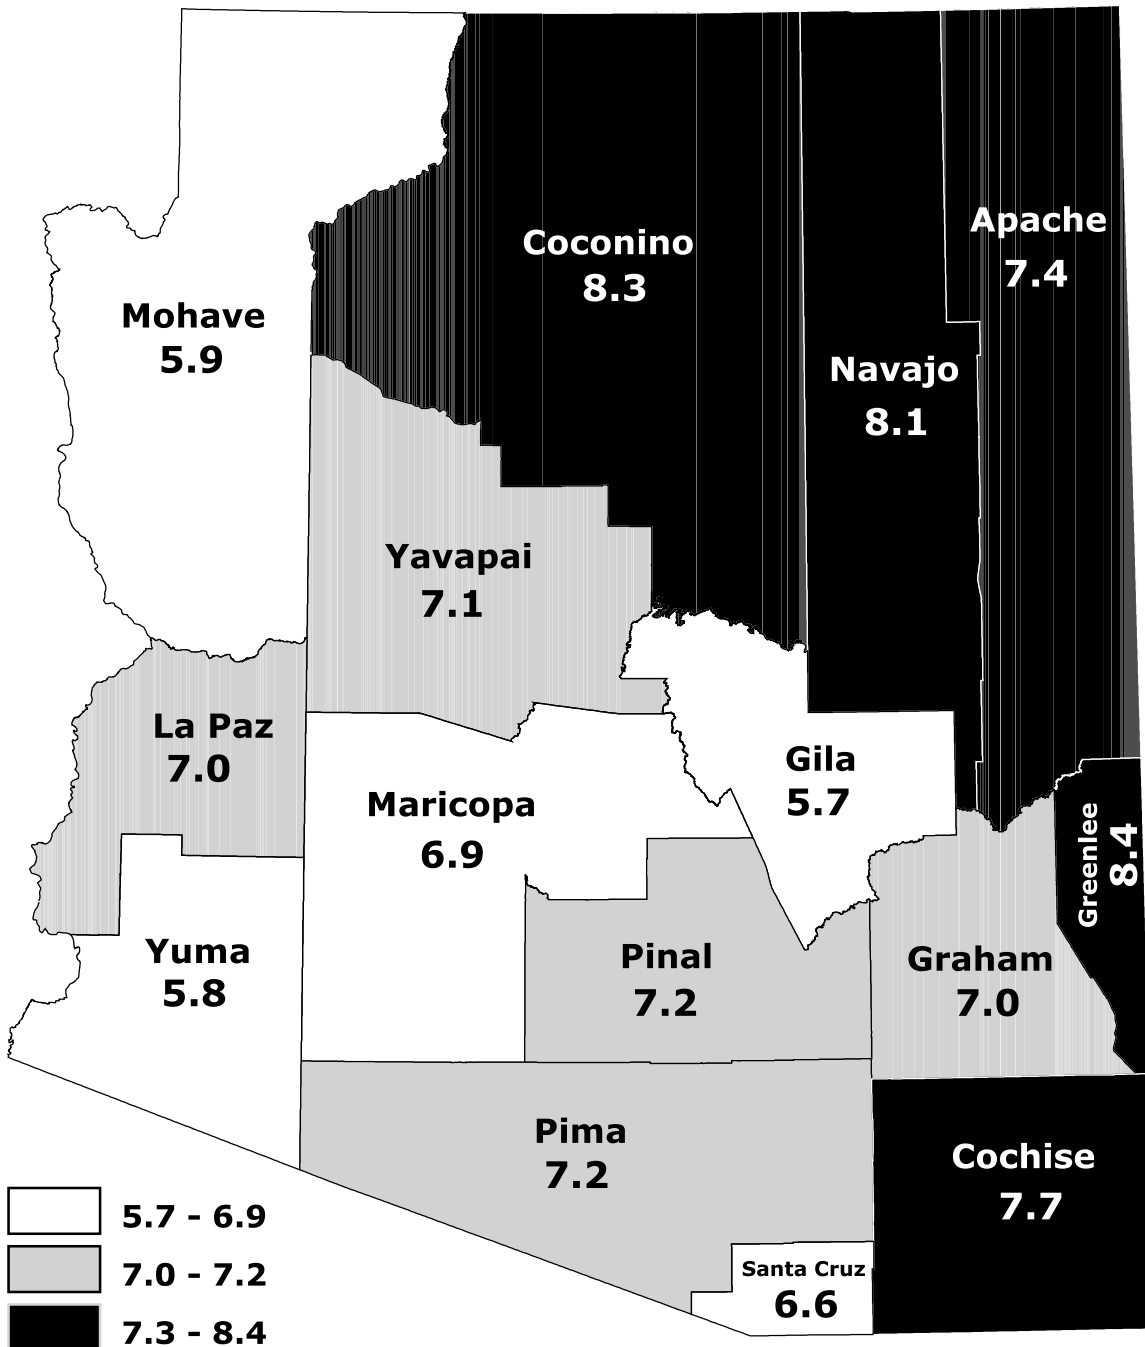 Apache
7.4
Coconino
8.3
Mohave
5.9
Navajo
8.1
Yavapai
7.1
La Paz
7.0
Gila
5.7
Maricopa
6.9
Greenlee
8.4
Yuma
5.8
Pinal
7.2
Graham
7.0
Pima
7.2
Cochise
7.7
Santa Cruz
6.6
5.7 - 6.9
7.0 - 7.2
7.3 - 8.4